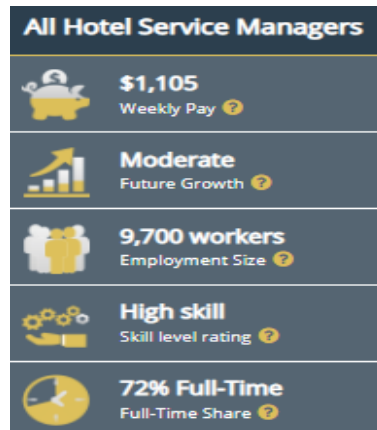 All Hotel Service Managers
$
$1,105
Weekly Pay ?
Moderate
Future Growth ?
9,700 workers
Employment Size ?
High skill
Skill level rating ?
72% Full-Time
Full-Time Share ?